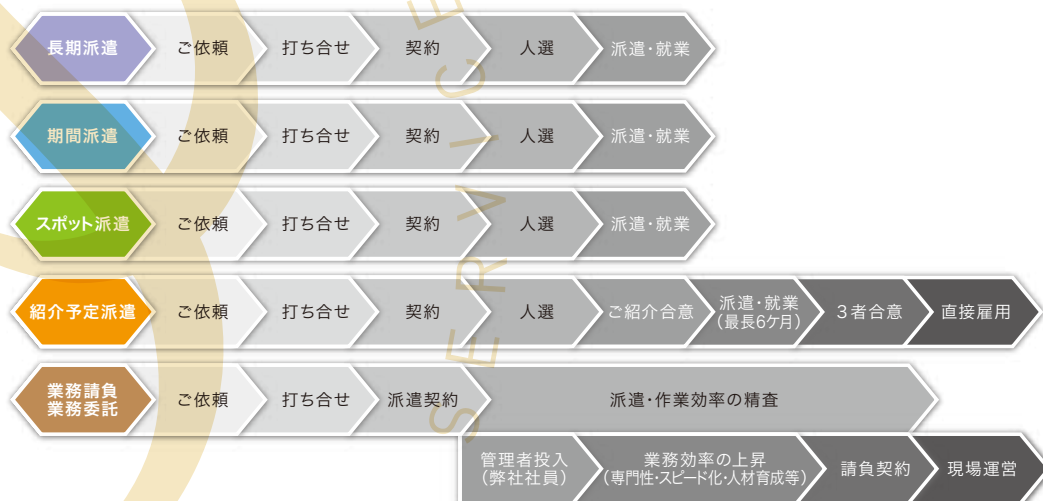 長期派遣 ご依頼 打ち合せ 契約 人選 派遣・就業
期間派遣 ご依頼 打ち合せ 契約 人選 派遣・就業
スポット派遣 ご依頼 打ち合せ 契約 人選 派遣・就業
紹介予定派遣 ご依頼 打ち合せ 契約 人選 ご紹介合意 派遣・就業 3者合意 直接雇用
(最長6ケ月)
業務請負
業務委託
ご依頼 打ち合せ 派遣契約 派遣・作業効率の精査
管理者投入
(弊社社員)
業務効率の上昇
(専門性・スピード化・人材育成等)
請負契約 現場運営
SERVICE